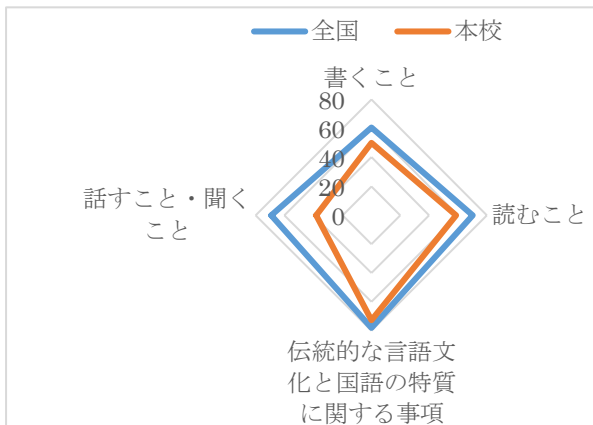 全国 本校
書くこと
80
60
40
20
0
話すこと・聞く
こと
読むこと
伝統的な言語文
化と国語の特質
に関する事項